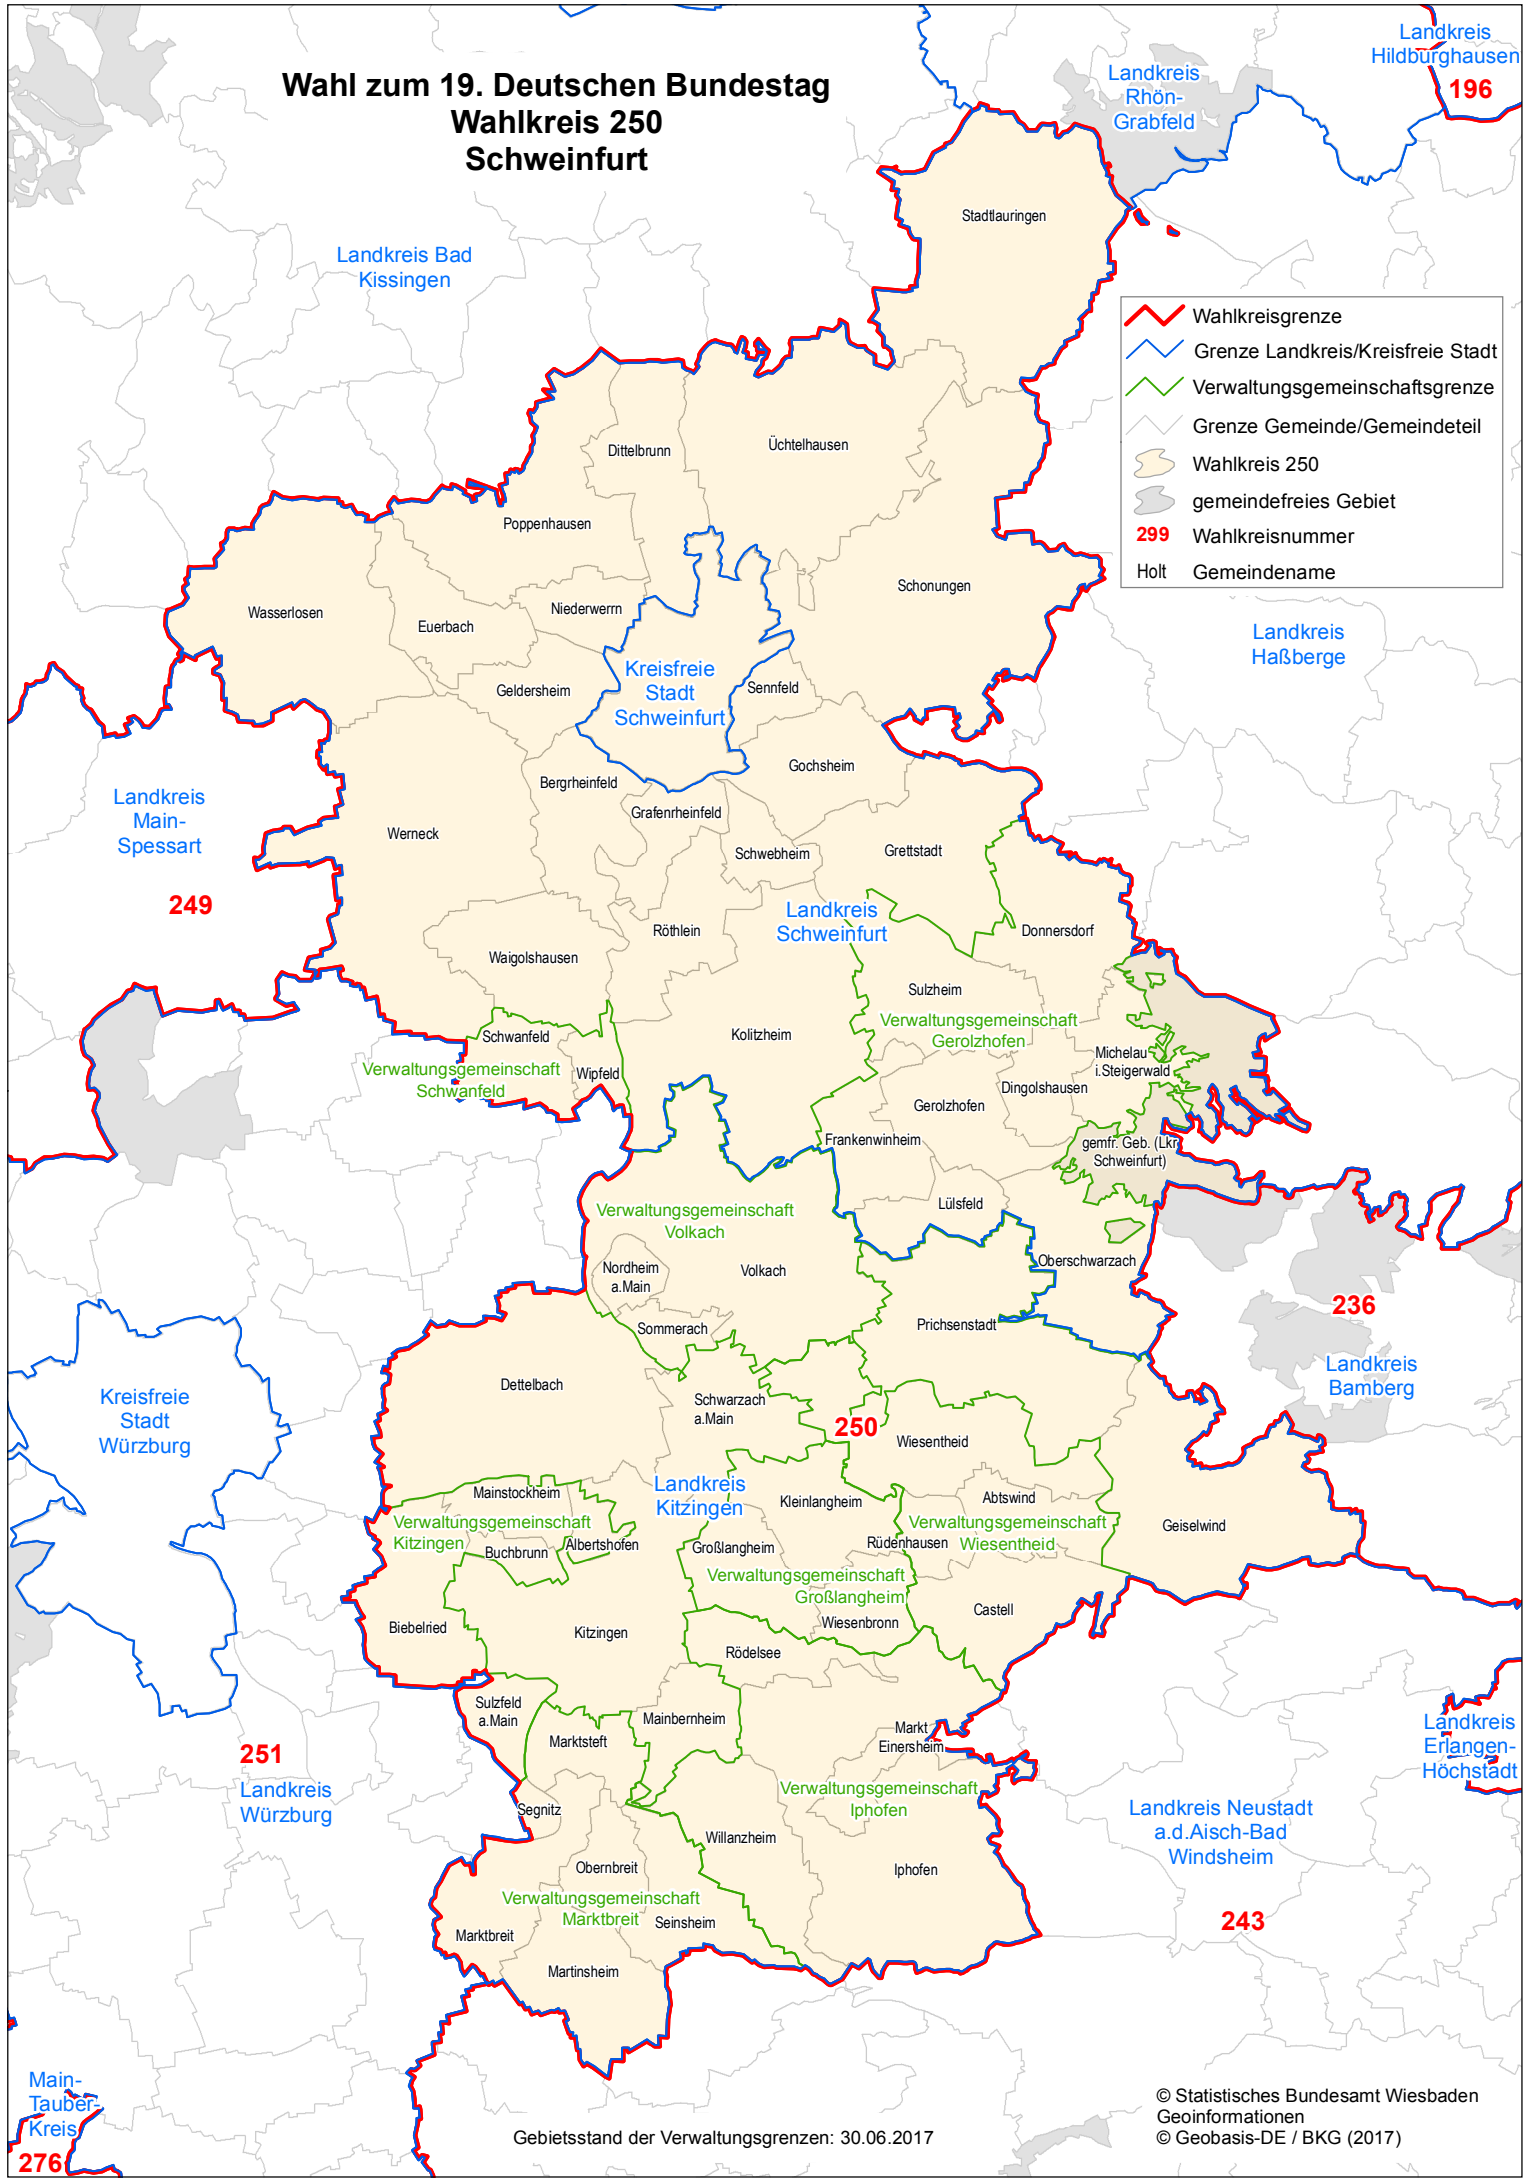 Wahl zum 19. Deutschen Bundestag
Wahlkreis 250
Schweinfurt
Landkreis
Hildburghausen
196
Landkreis
Rhön-
Grabfeld
Landkreis Bad
Kissingen
Stadtlauringen
Wahlkreisgrenze
Grenze Landkreis/Kreisfreie Stadt
Verwaltungsgemeinschaftsgrenze
Grenze Gemeinde/Gemeindeteil
Wahlkreis 250
gemeindefreies Gebiet
299 Wahlkreisnummer
Holt Gemeindename
Dittelbrunn
Üchtelhausen
Poppenhausen
Schonungen
Wasserlosen
Euerbach
Niederwerrn
Landkreis
Haßberge
Kreisfreie
Stadt
Schweinfurt
Geldersheim
Sennfeld
Gochsheim
Bergrheinfeld
Landkreis
Main-
Spessart
Grafenrheinfeld
Werneck
Schwebheim
Grettstadt
249
Landkreis
Schweinfurt
Röthlein
Donnersdorf
Waigolshausen
Sulzheim
Verwaltungsgemeinschaft
Gerolzhofen
Schwanfeld
Kolitzheim
Verwaltungsgemeinschaft
Schwanfeld
Wipfeld
Michelau
i.Steigerwald
Dingolshausen
Gerolzhofen
Frankenwinheim
gemfr. Geb. (Lkr
Schweinfurt)
Lülsfeld
Verwaltungsgemeinschaft
Volkach
Oberschwarzach
Nordheim
a.Main
Volkach
236
Prichsenstadt
Sommerach
Landkreis
Bamberg
Dettelbach
Schwarzach
a.Main
Kreisfreie
Stadt
Würzburg
250
Wiesentheid
Landkreis
Kitzingen
Mainstockheim
Kleinlangheim
Abtswind
Verwaltungsgemeinschaft
Kitzingen
Verwaltungsgemeinschaft
Wiesentheid
Geiselwind
Buchbrunn
Albertshofen
Großlangheim
Rüdenhausen
Verwaltungsgemeinschaft
Großlangheim
Castell
Biebelried
Kitzingen
Wiesenbronn
Rödelsee
Sulzfeld
a.Main
Mainbernheim
Marktsteft
Markt
Einersheim
Landkreis
Erlangen-
Höchstadt
251
Landkreis
Würzburg
Verwaltungsgemeinschaft
Iphofen
Segnitz
Landkreis Neustadt
a.d.Aisch-Bad
Windsheim
Willanzheim
Obernbreit
Iphofen
Verwaltungsgemeinschaft
Marktbreit
Seinsheim
243
Marktbreit
Martinsheim
Main-
Tauber-
Kreis
276
Gebietsstand der Verwaltungsgrenzen: 30.06.2017
© Statistisches Bundesamt Wiesbaden
Geoinformationen
© Geobasis-DE / BKG (2017)